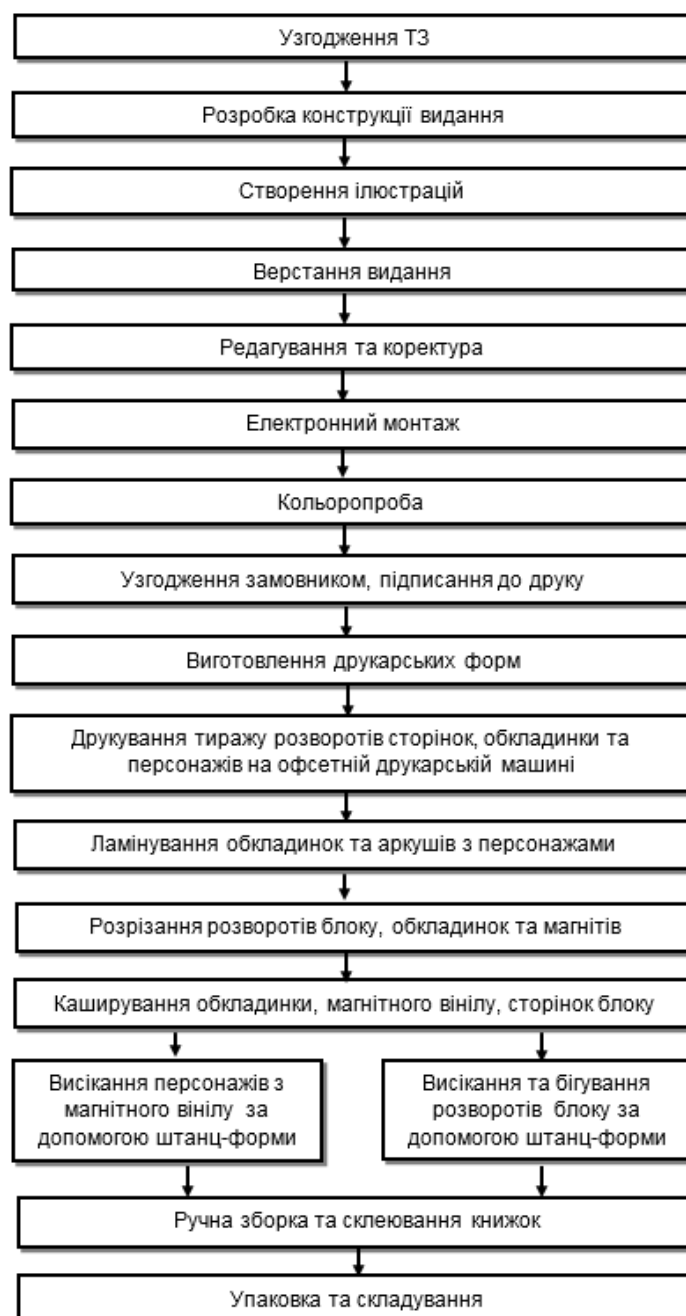 Узгодження ТЗ
Розробка конструкції видання
Створення ілюстрацій
Верстання видання
Редагування та коректура
Електронний монтаж
Кольоропроба
Узгодження замовником, підписання до друку
Виготовлення друкарських форм
Друкування тиражу розворотів сторінок, обкладинки та
персонажів на офсетній друкарській машині
Ламінування обкладинок та аркушів з персонажами
Розрізання розворотів блоку, обкладинок та магнітів
Каширування обкладинки, магнітного вінілу, сторінок блоку
Висікання персонажів з
магнітного вінілу за
допомогою штанц-форми
Висікання та бігування
розворотів блоку за
допомогою штанц-форми
Ручна зборка та склеювання книжок
Упаковка та складування